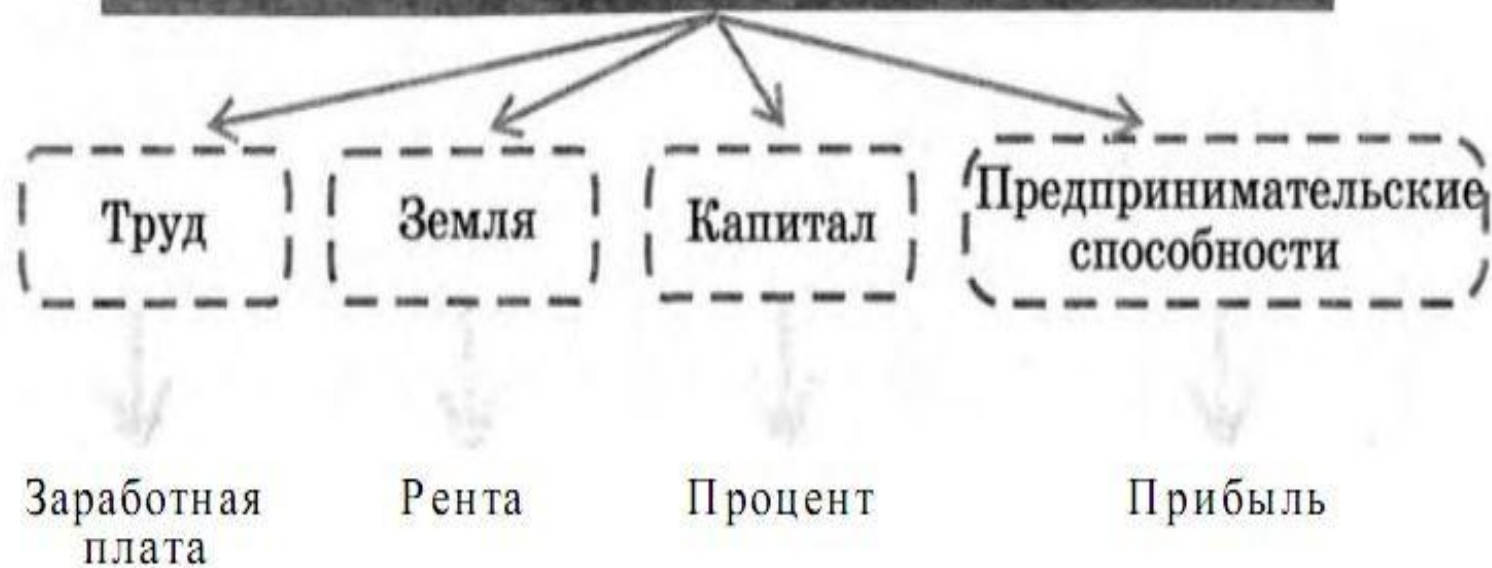 Труд
Земля
Капитал
Предпринимательские
способности
Заработная
плата
Рента
Процент
Прибыль